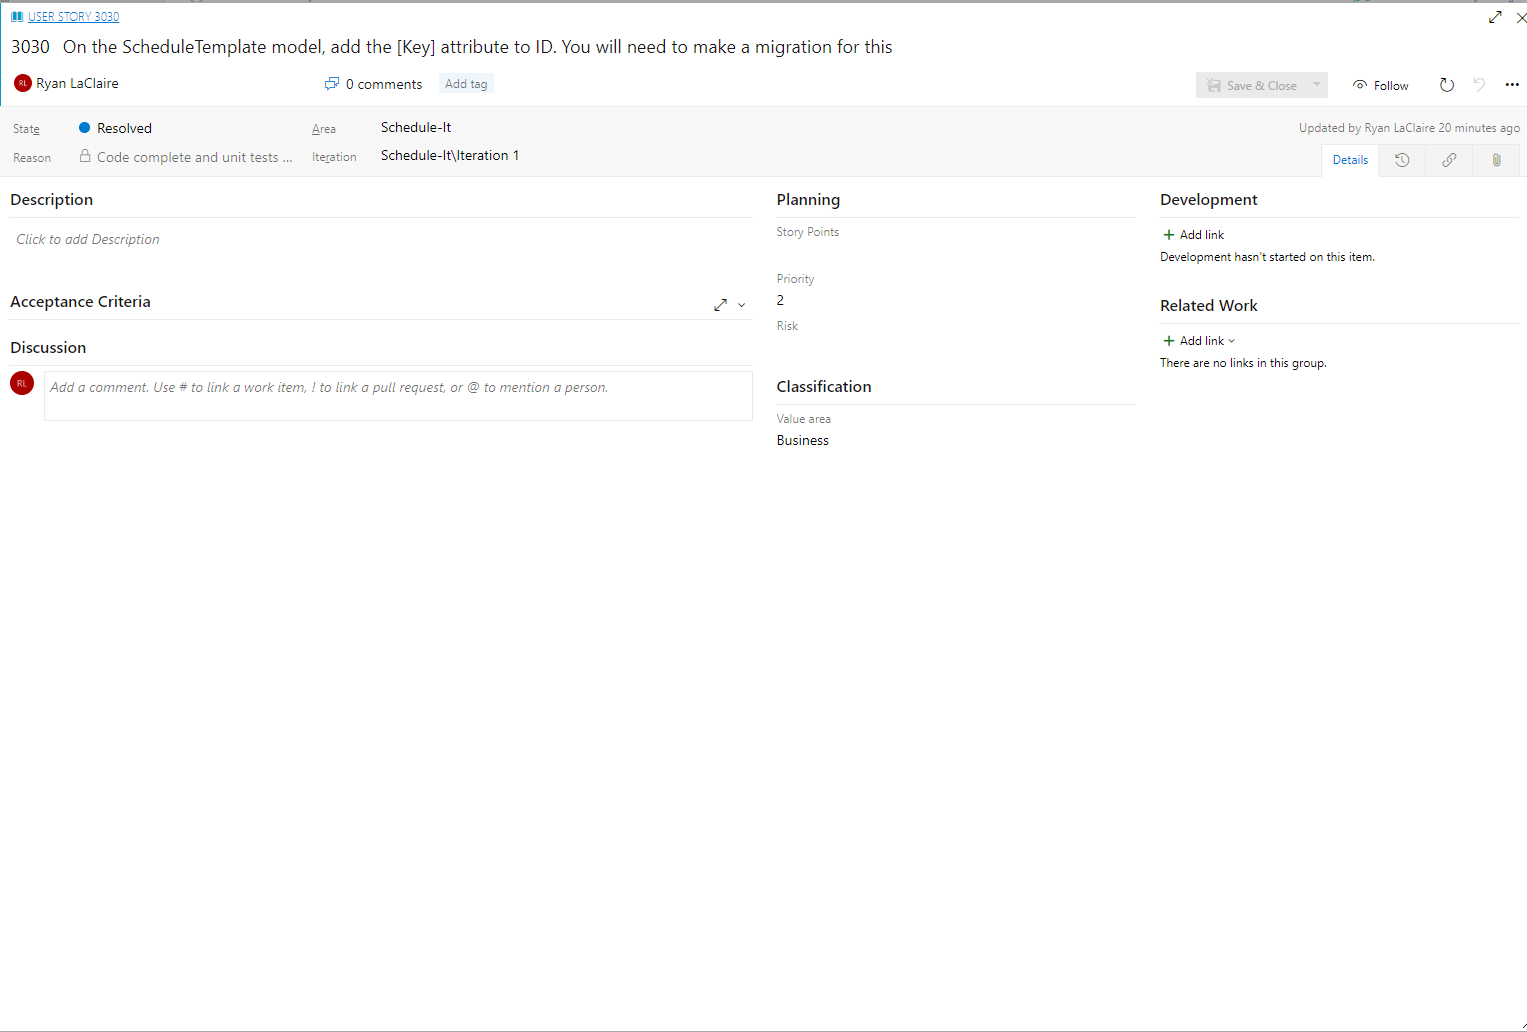 USER STORY 3030
3030 On the ScheduleTemplate model, add the [Key] attribute to ID. You will need to make a migration for this
RL Ryan LaClaire 0 comments Add tag Save & Close Follow
State Resolved Area Schedule-It Updated by Ryan LaClaire 20 minutes ago
Reason Code complete and unit tests ... Iteration Schedule-It\Iteration 1 Details
Description
Click to add Description
Acceptance Criteria
Discussion
RL Add a comment. Use # to link a work item, ! to link a pull request, or @ to mention a person.
Planning
Story Points
Priority
2
Risk
Classification
Value area
Business
Development
+ Add link
Development hasn't started on this item.
Related Work
+ Add link
There are no links in this group.